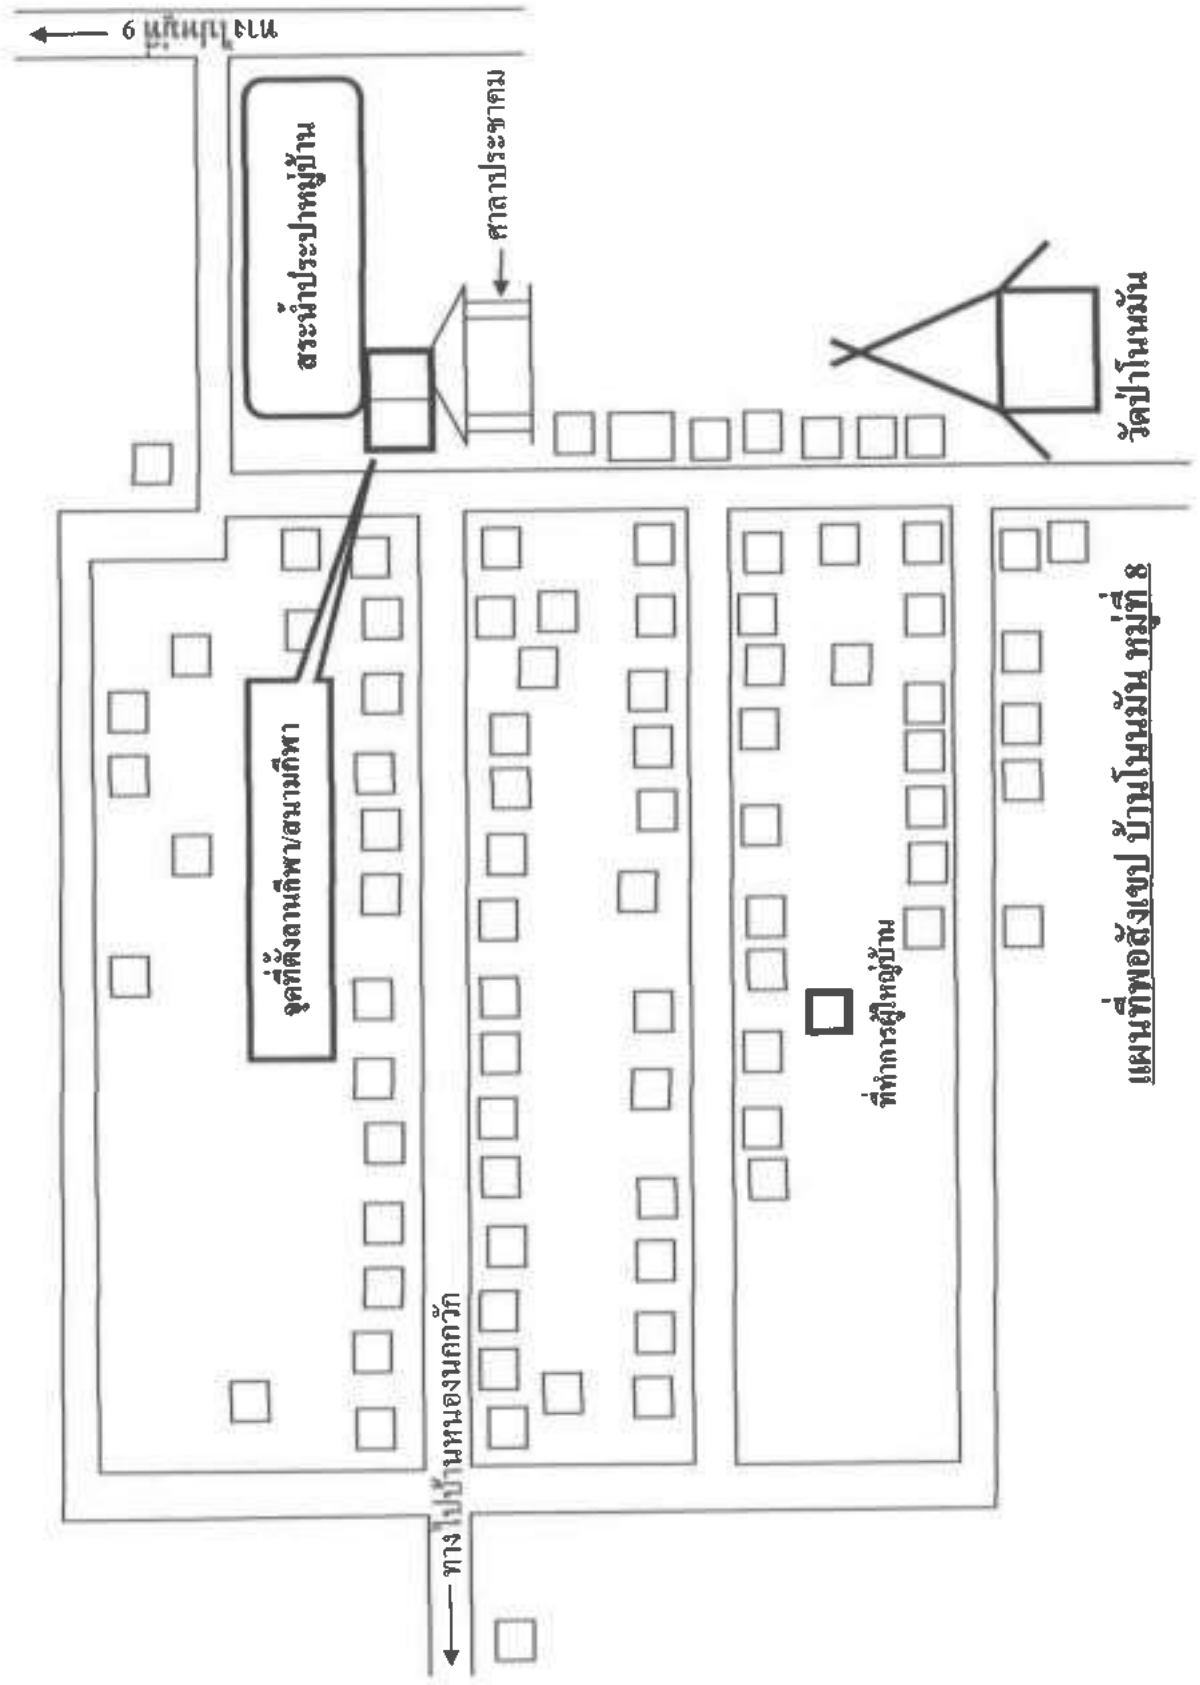 แผนที่พอสังเขป บ้านโนนมัน หมู่ที่ 8
ทางไปหมู่ที่ 9
สระน้ำประปาหมู่บ้าน
ศาลาประชาคม
จุดที่ตั้งลานกีฬา/สนามกีฬา
วัดป่าโนนมัน
ที่ทำการผู้ใหญ่บ้าน
ทางไปบ้านหนองนกกวัก